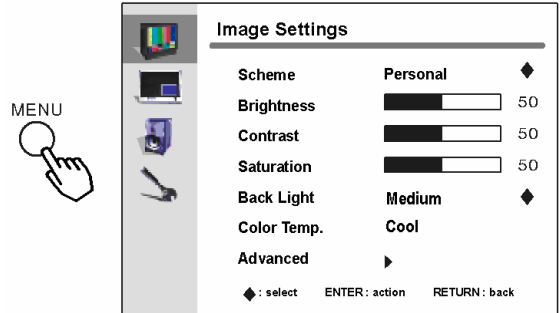 MENU
Image Settings
Scheme Personal
Brightness 50
Contrast 50
Saturation 50
Back Light Medium
Color Temp. Cool
Advanced
: select ENTER : action RETURN : back